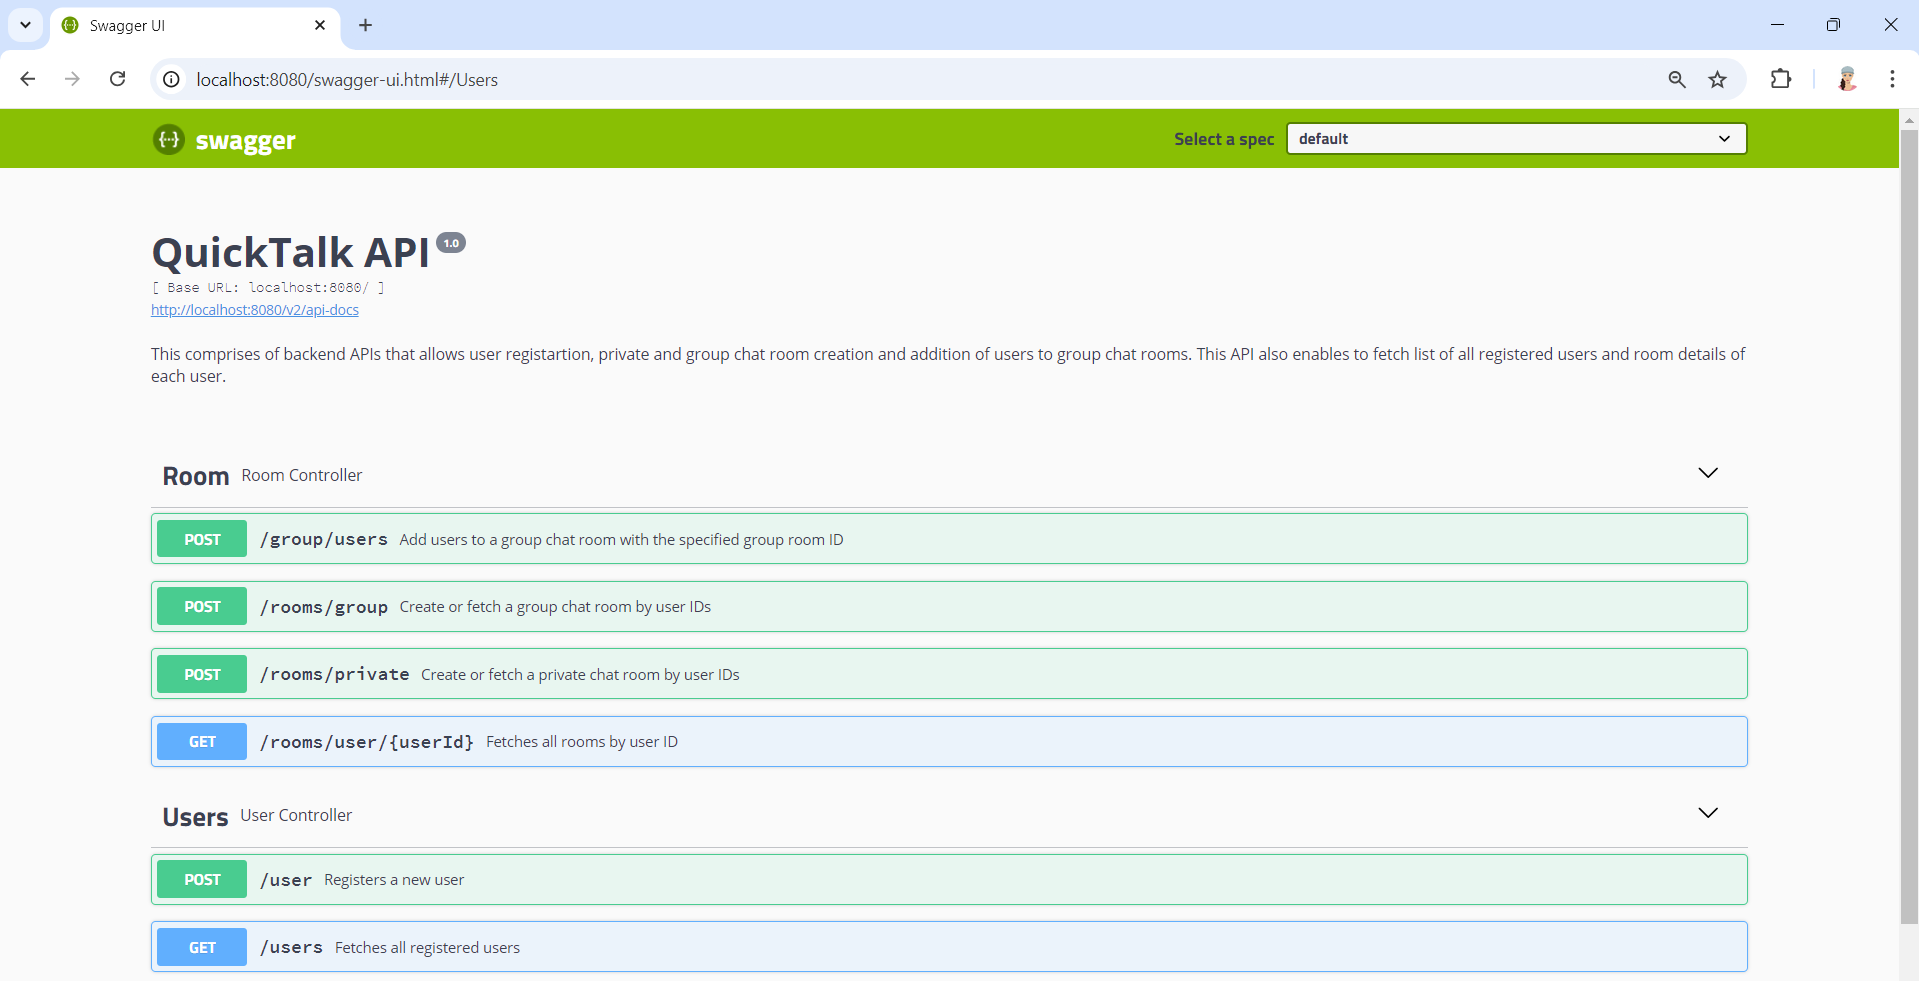 Swagger UI
localhost:8080/swagger-ui.html#/Users
{···} swagger
Select a spec default
QuickTalk API 1.0
[ Base URL: localhost:8080/ ]
http://localhost:8080/v2/api-docs
This comprises of backend APIs that allows user registartion, private and group chat room creation and addition of users to group chat rooms. This API also enables to fetch list of all registered users and room details of
each user.
Room Room Controller
POST /group/users Add users to a group chat room with the specified group room ID
POST /rooms/group Create or fetch a group chat room by user IDs
POST /rooms/private Create or fetch a private chat room by user IDs
GET /rooms/user/{userId} Fetches all rooms by user ID
Users User Controller
POST /user Registers a new user
GET /users Fetches all registered users